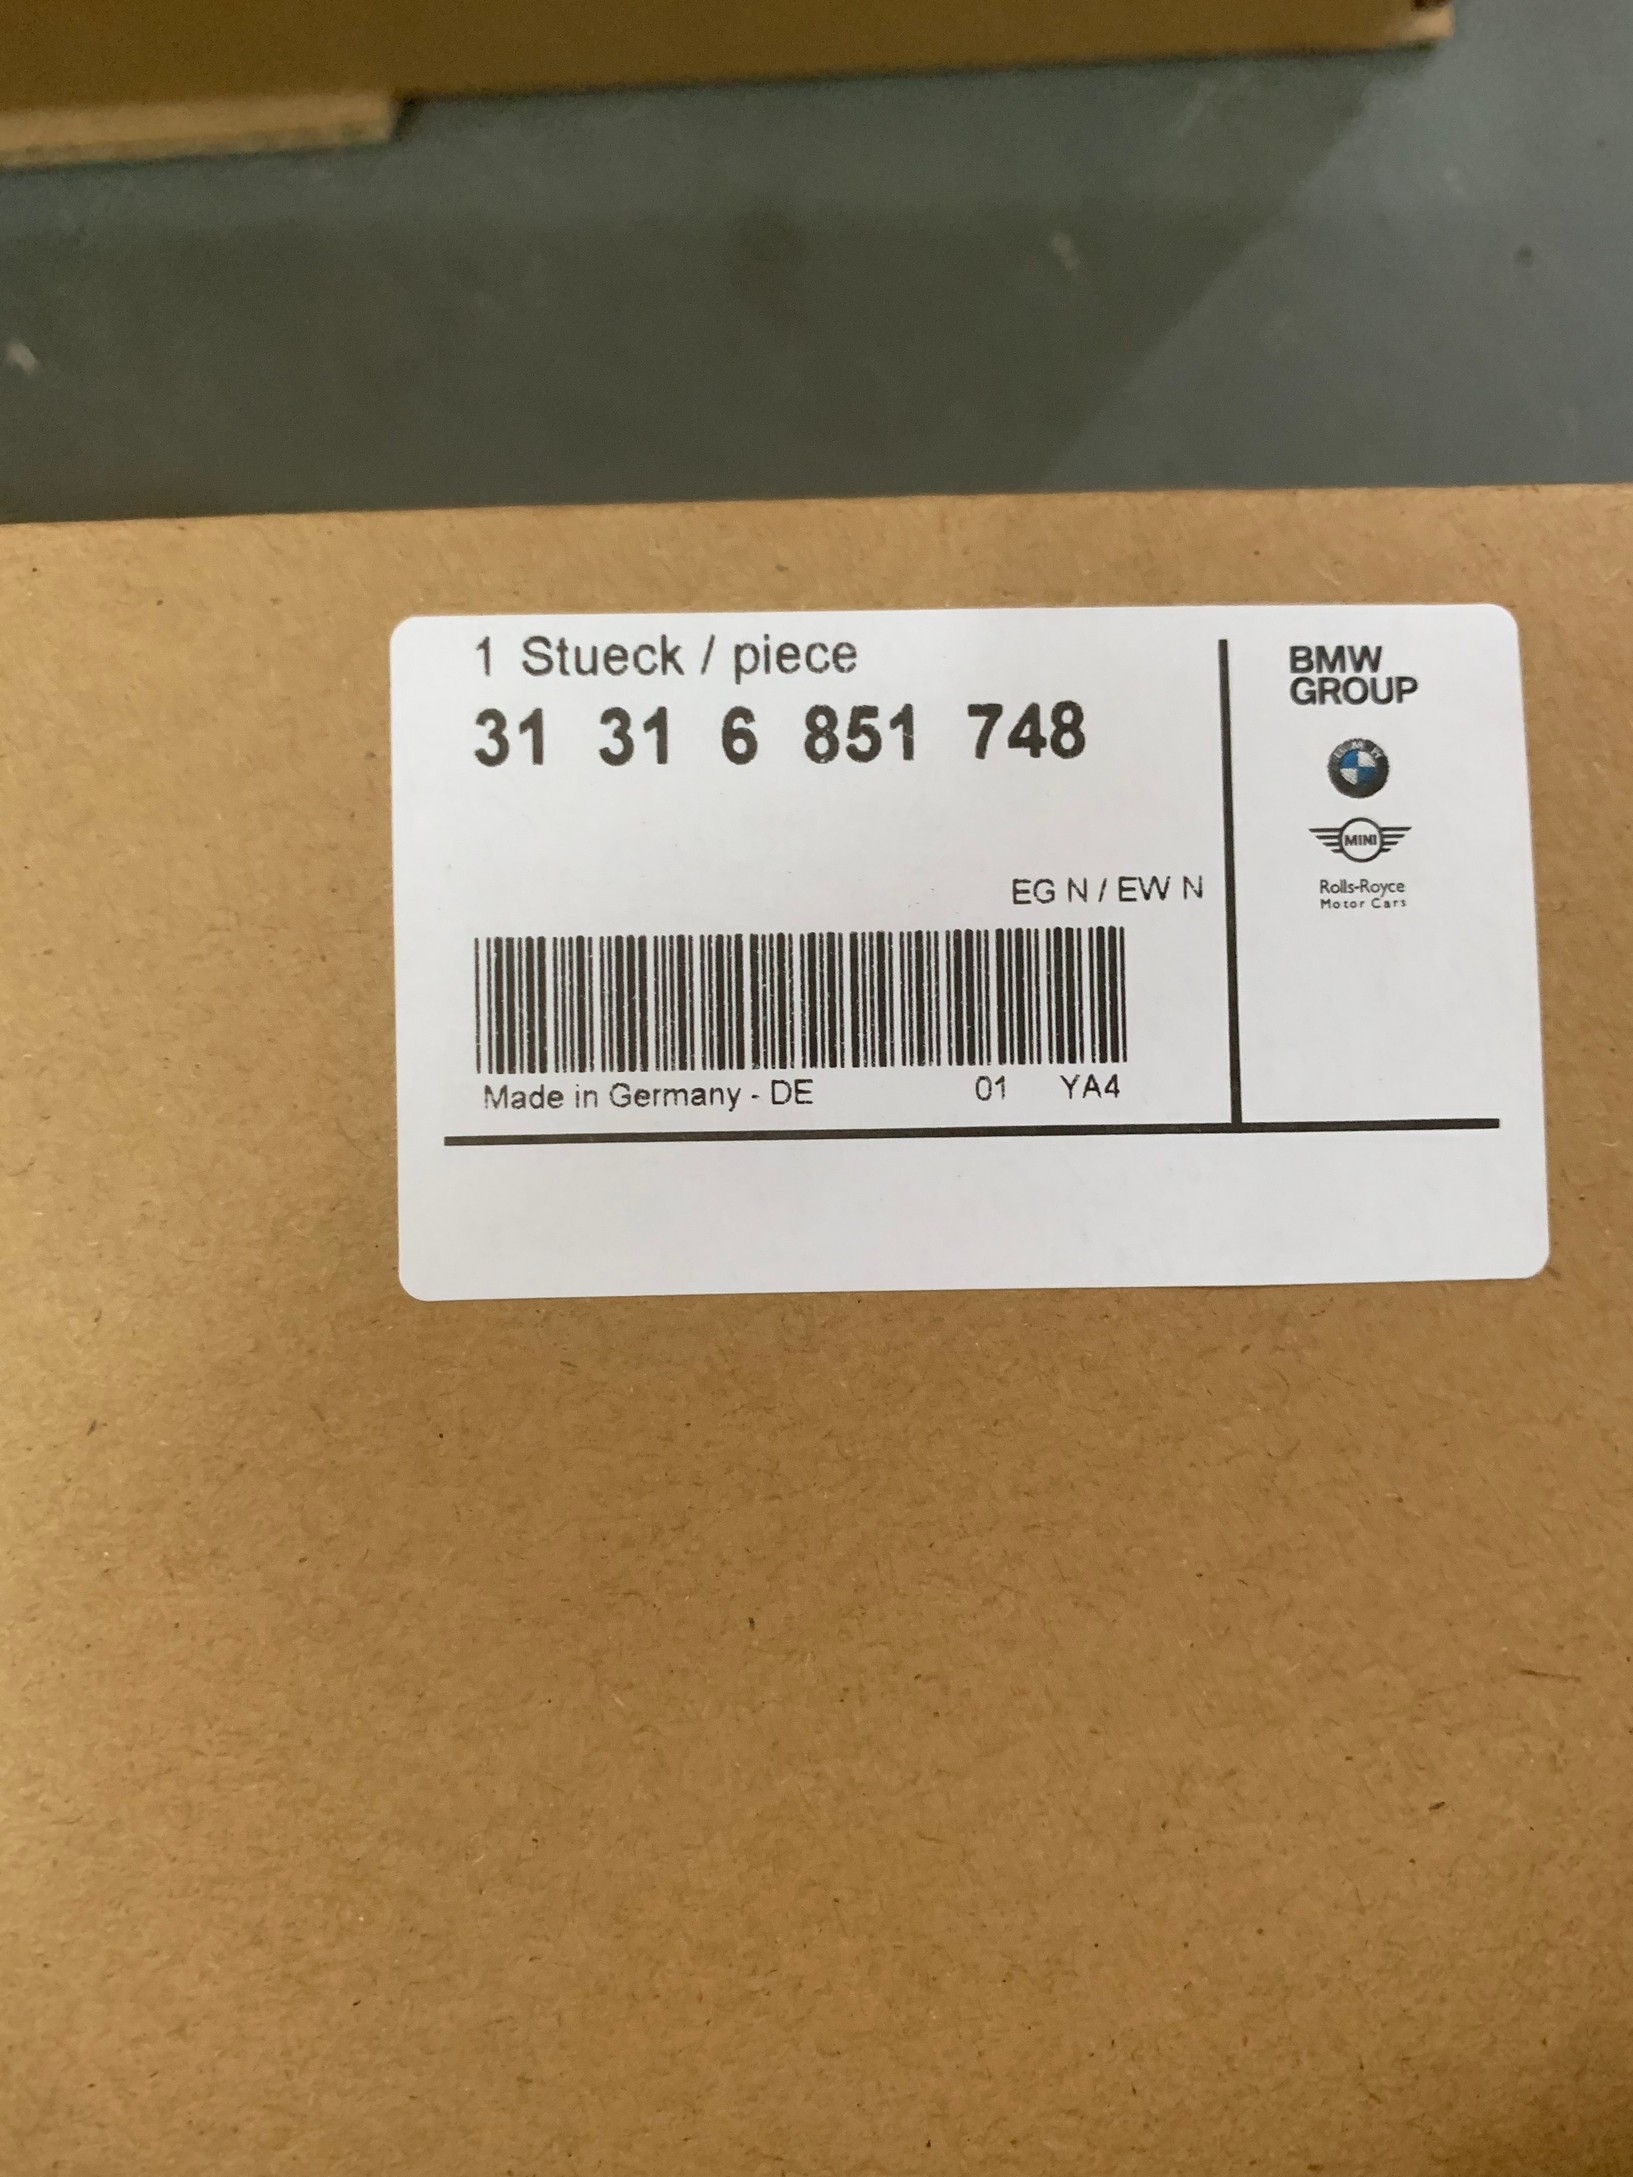 1 Stueck / piece
31 31 6 851 748
EG N / EW N
Made in Germany - DE 01 YA4
BMW
GROUP
MINI
Rolls-Royce
Motor Cars